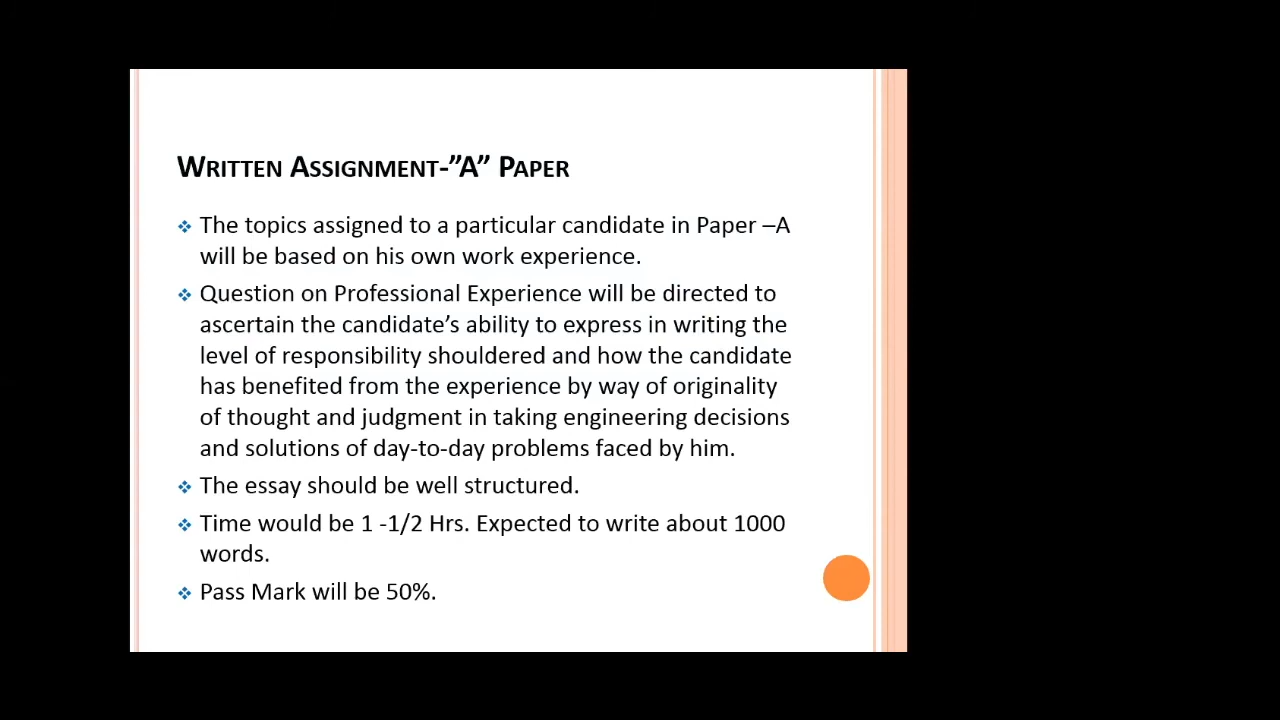 WRITTEN ASSIGNMENT-”A” PAPER
❖ The topics assigned to a particular candidate in Paper –A
will be based on his own work experience.
❖ Question on Professional Experience will be directed to
ascertain the candidate’s ability to express in writing the
level of responsibility shouldered and how the candidate
has benefited from the experience by way of originality
of thought and judgment in taking engineering decisions
and solutions of day-to-day problems faced by him.
❖ The essay should be well structured.
❖ Time would be 1 -1/2 Hrs. Expected to write about 1000
words.
❖ Pass Mark will be 50%.